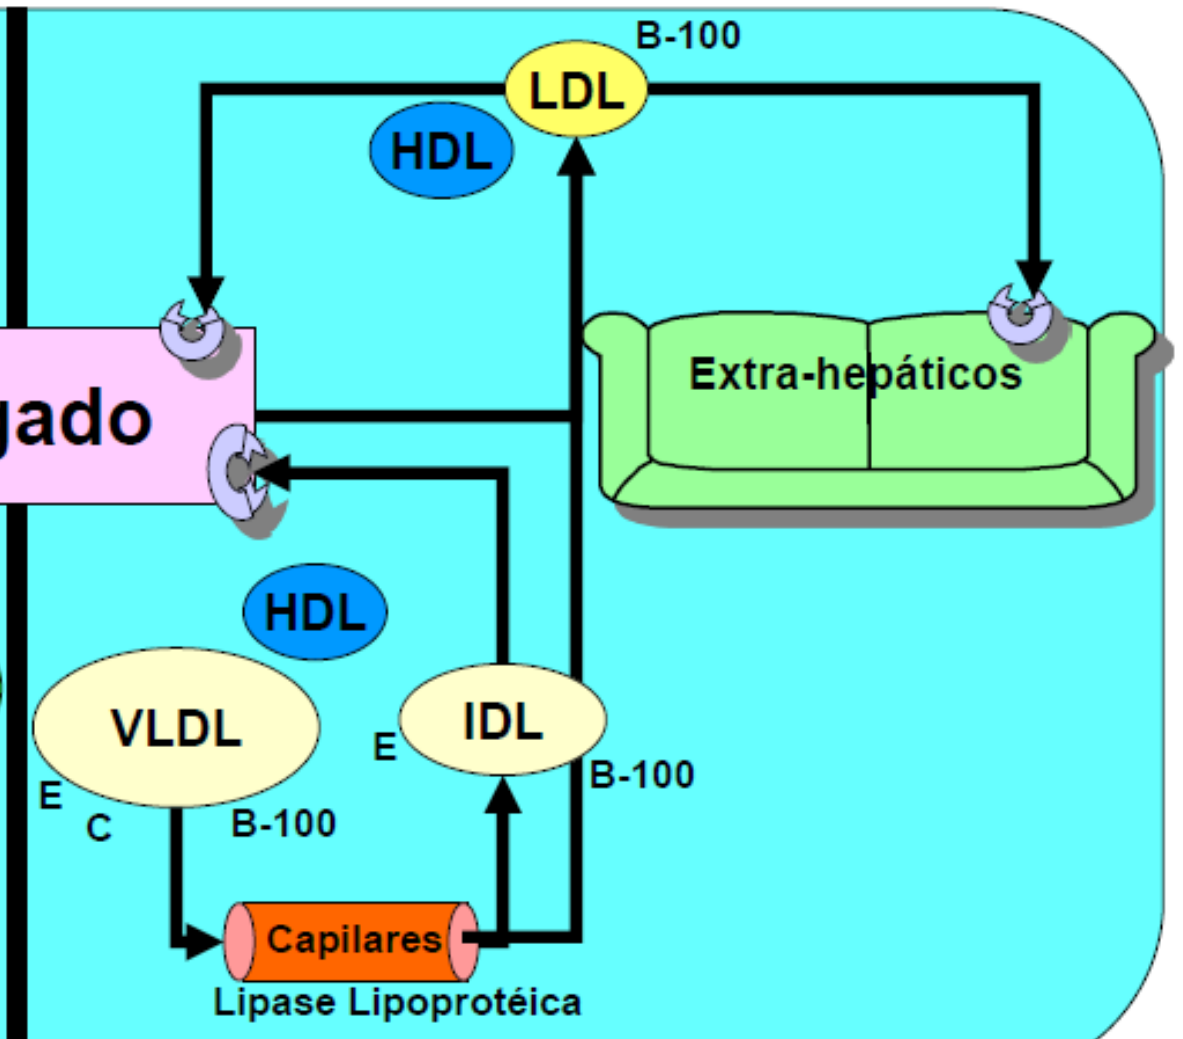 B-100
LDL
HDL
Extra-hepáticos
gado
HDL
VLDL
IDL
E
B-100
E
C
B-100
Capilares
Lipase Lipoprotéica